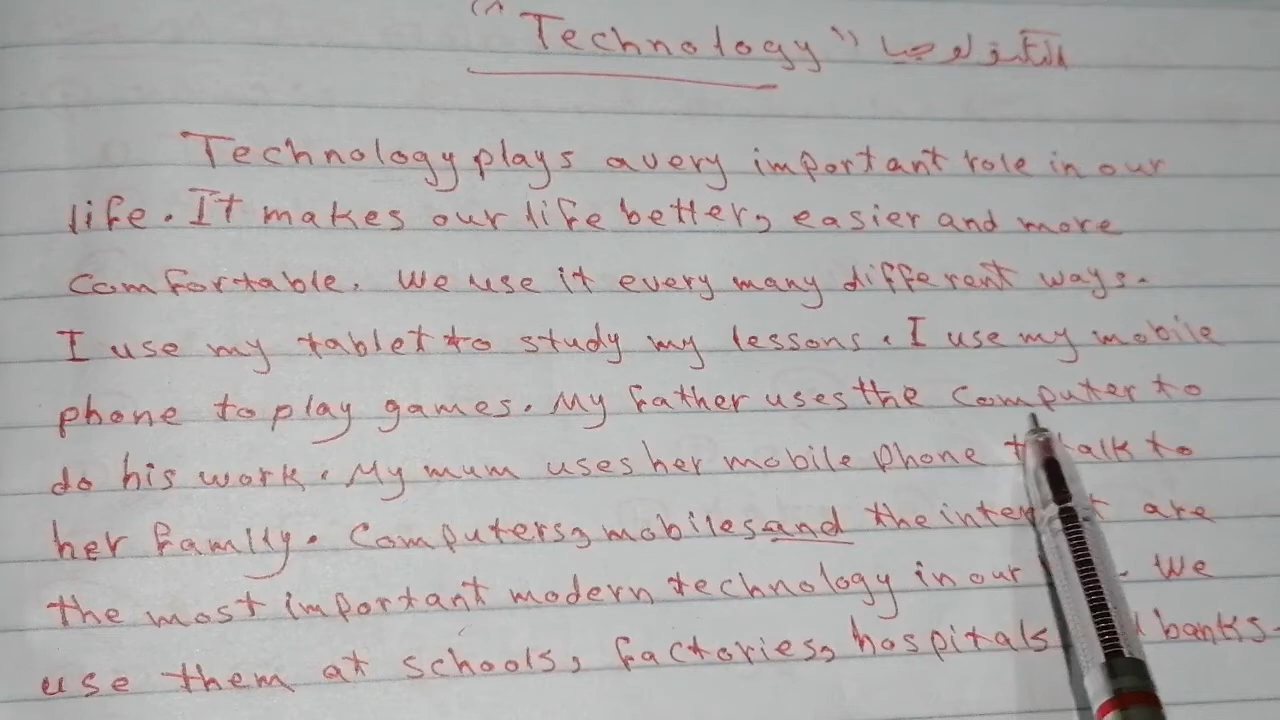 "Technology" التكنولوجيا
Technology plays a very important role in our
life. It makes our life better, easier and more
comfortable. We use it every many different ways.
I use my tablet to study my lessons. I use my mobile
phone to play games. My father uses the computer to
do his work. My mum uses her mobile phone talk to
her family. Computers, mobiles and the are
the most important modern technology in our We
use them at schools, factories, hospitals banks.